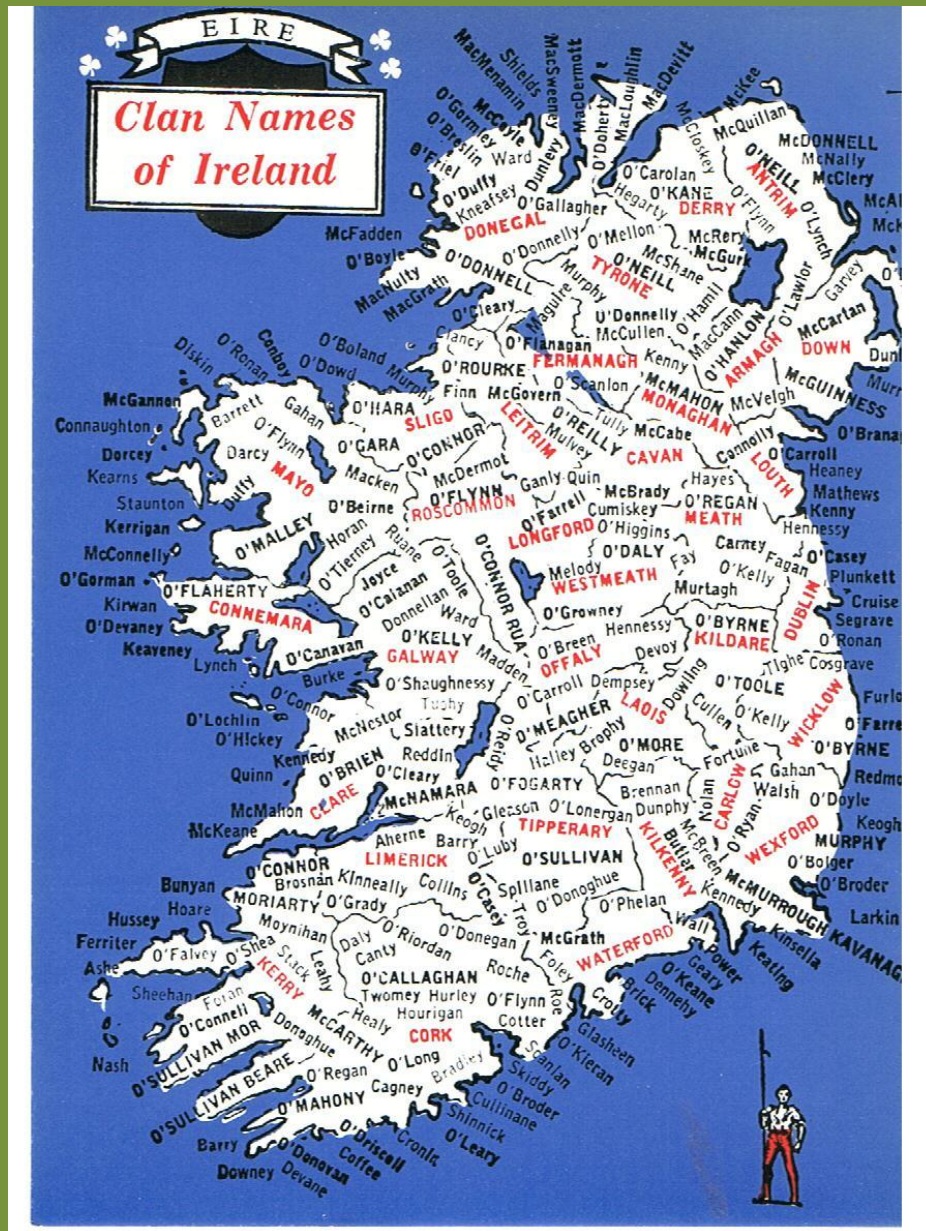 EIRE
Clan Names
of Ireland
MacMenamin
Shields
MacSweeney
MacDermott
O'Doherty
MacLoughlin
MacDevitt
McKee
McCloskey
McQuillan
McDONNELL
McNally
McClery
O'NEILL
ANTRIM
O'Flynn
O'Lynch
O'Gormley
McCoyle
O'Breslin
Ward
O'Friel
Dunlevy
O'Duffy
Kneafsey
O'Gallagher
DONEGAL
Hegarty
O'Carolan
O'KANE
DERRY
McFadden
O'Boyle
O'Donnelly
O'Mellon
McRery
McGurk
McShane
O'DONNELL
O'NEILL
TYRONE
MacNulty
MacGrath
Murphy
O'Hamill
O'Lawlor
Garvey
O'Cleary
Maguire
O'Donnelly
McCullen
MacCann
McCartan
DOWN
Clancy
O'Flanagan
FERMANAGH
Kenny
O'HANLON
ARMAGH
O'Boland
O'ROURKE
O'Scanlon
McMAHON
MONAGHAN
McVeigh
McGUINNESS
Diskin
O'Ronan
Conboy
O'Dowd
Murphy
Finn
McGovern
LEITRIM
Tully
McGannon
Barrett
Gahan
O'HARA
SLIGO
O'REILLY
McCabe
Connolly
Connaughton
O'Flynn
O'GARA
O'CONNOR
Mulvey
CAVAN
LOUTH
O'Carroll
Dorcey
Darcy
MAYO
Macken
McDermot
Ganly
Quin
Hayes
Heaney
Kearns
Duffy
O'Beirne
O'FLYNN
ROSCOMMON
O'Farrell
LONGFORD
McBrady
Cumiskey
O'REGAN
MEATH
Mathews
Kenny
Hennessy
Staunton
Kerrigan
O'MALLEY
Horan
O'Tierney
Ruane
O'Higgins
O'DALY
Carney
Fagan
O'Casey
McConnelly
Joyce
O'Toole
O'CONNOR RUA
Melody
WESTMEATH
Fay
O'Kelly
Plunkett
O'Gorman
O'FLAHERTY
CONNEMARA
O'Calanan
Donnellan
Ward
Murtagh
DUBLIN
Cruise
Segrave
Kirwan
O'Growney
Hennessy
O'BYRNE
KILDARE
O'Ronan
O'Devaney
O'KELLY
GALWAY
Madden
O'Breen
OFFALY
Devoy
Keaveney
O'Canavan
Tighe
Cosgrave
Lynch
Burke
O'Shaughnessy
O'Carroll
Dempsey
Dowling
O'TOOLE
WICKLOW
O'Connor
Tushy
LAOIS
Cullen
O'Kelly
O'Lochlin
McNestor
Slattery
O'Reidy
O'MEAGHER
Halley
Brophy
O'Hickey
Kennedy
Reddin
O'MORE
Fortune
O'BYRNE
Quinn
O'BRIEN
CLARE
O'Cleary
O'FOGARTY
Deegan
Gahan
McMahon
McNAMARA
Gleason
O'Lonergan
Brennan
Nolan
CARLOW
Walsh
O'Doyle
McKeane
Keogh
TIPPERARY
Dunphy
Aherne
Barry
O'Luby
KILKENNY
Butler
McBreen
O'Ryan
WEXFORD
Keogh
MURPHY
O'CONNOR
LIMERICK
O'SULLIVAN
O'Bolger
Brosnan
Kinneally
Collins
O'Casey
Spillane
Kennedy
McMURROUGH KAVANAG
O'Broder
Bunyan
MORIARTY
O'Grady
Troy
O'Donoghue
O'Phelan
Larkin
Hussey
Hoare
Moynihan
O'Riordan
O'Donegan
McGrath
WATERFORD
Wall
Power
Kinsella
Keating
Ferriter
O'Falvey
O'Shea
KERRY
Stack
Daly
Canty
Foley
Geary
O'Keane
Dennehy
Ashe
Leahy
O'CALLAGHAN
Roche
Roe
Crotty
Brick
Sheehan
Foran
Twomey
Hurley
O'Flynn
Glasheen
O'Connell
McCARTHY
Healy
Hourigan
Cotter
O'Kieran
Nash
O'SULLIVAN MOR
Donoghue
CORK
Scanlan
O'Long
Bradley
Skiddy
O'SULLIVAN BEARE
O'Regan
Cagney
O'Broder
Cullinane
O'MAHONY
Shinnick
Barry
O'Driscoll
Cronin
O'Leary
O'Donovan
Coffee
Downey
Devane